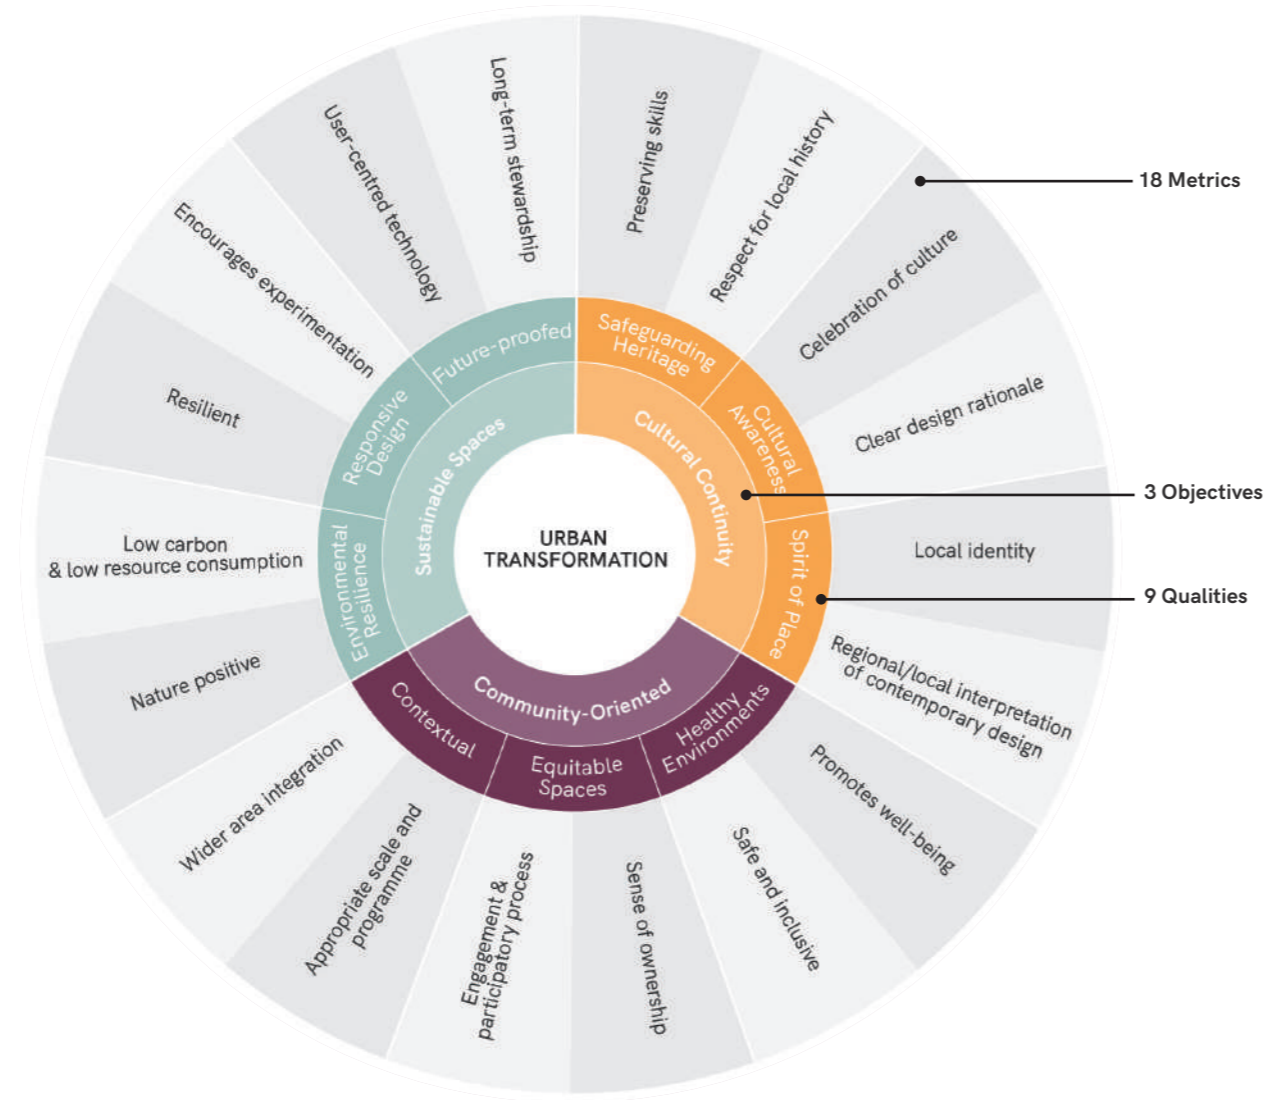 URBAN
TRANSFORMATION
Cultural Continuity
Community-Oriented
Sustainable Spaces
Safeguarding
Heritage
Cultural
Awareness
Spirit of Place
Healthy
Environments
Equitable
Spaces
Contextual
Environmental
Resilience
Responsive
Design
Future-proofed
Preserving skills
Respect for local history
Celebration of culture
Clear design rationale
Local identity
Regional/local interpretation
of contemporary design
Promotes well-being
Safe and inclusive
Sense of ownership
Engagement &
participatory process
Appropriate scale and
programme
Wider area integration
Nature positive
Low carbon
& low resource consumption
Resilient
Encourages experimentation
User-centred technology
Long-term stewardship
18 Metrics
3 Objectives
9 Qualities